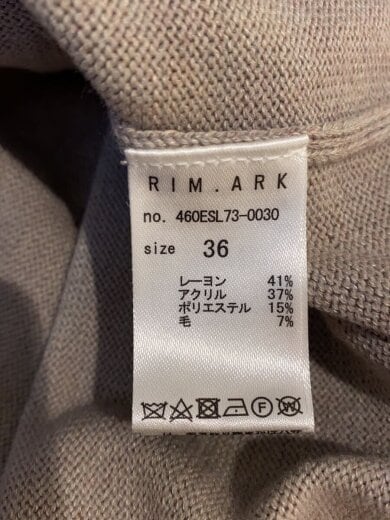 RIM.ARK
no. 460ESL73-0030
size 36
レーヨン 41%
アクリル 37%
ポリエステル 15%
毛 7%